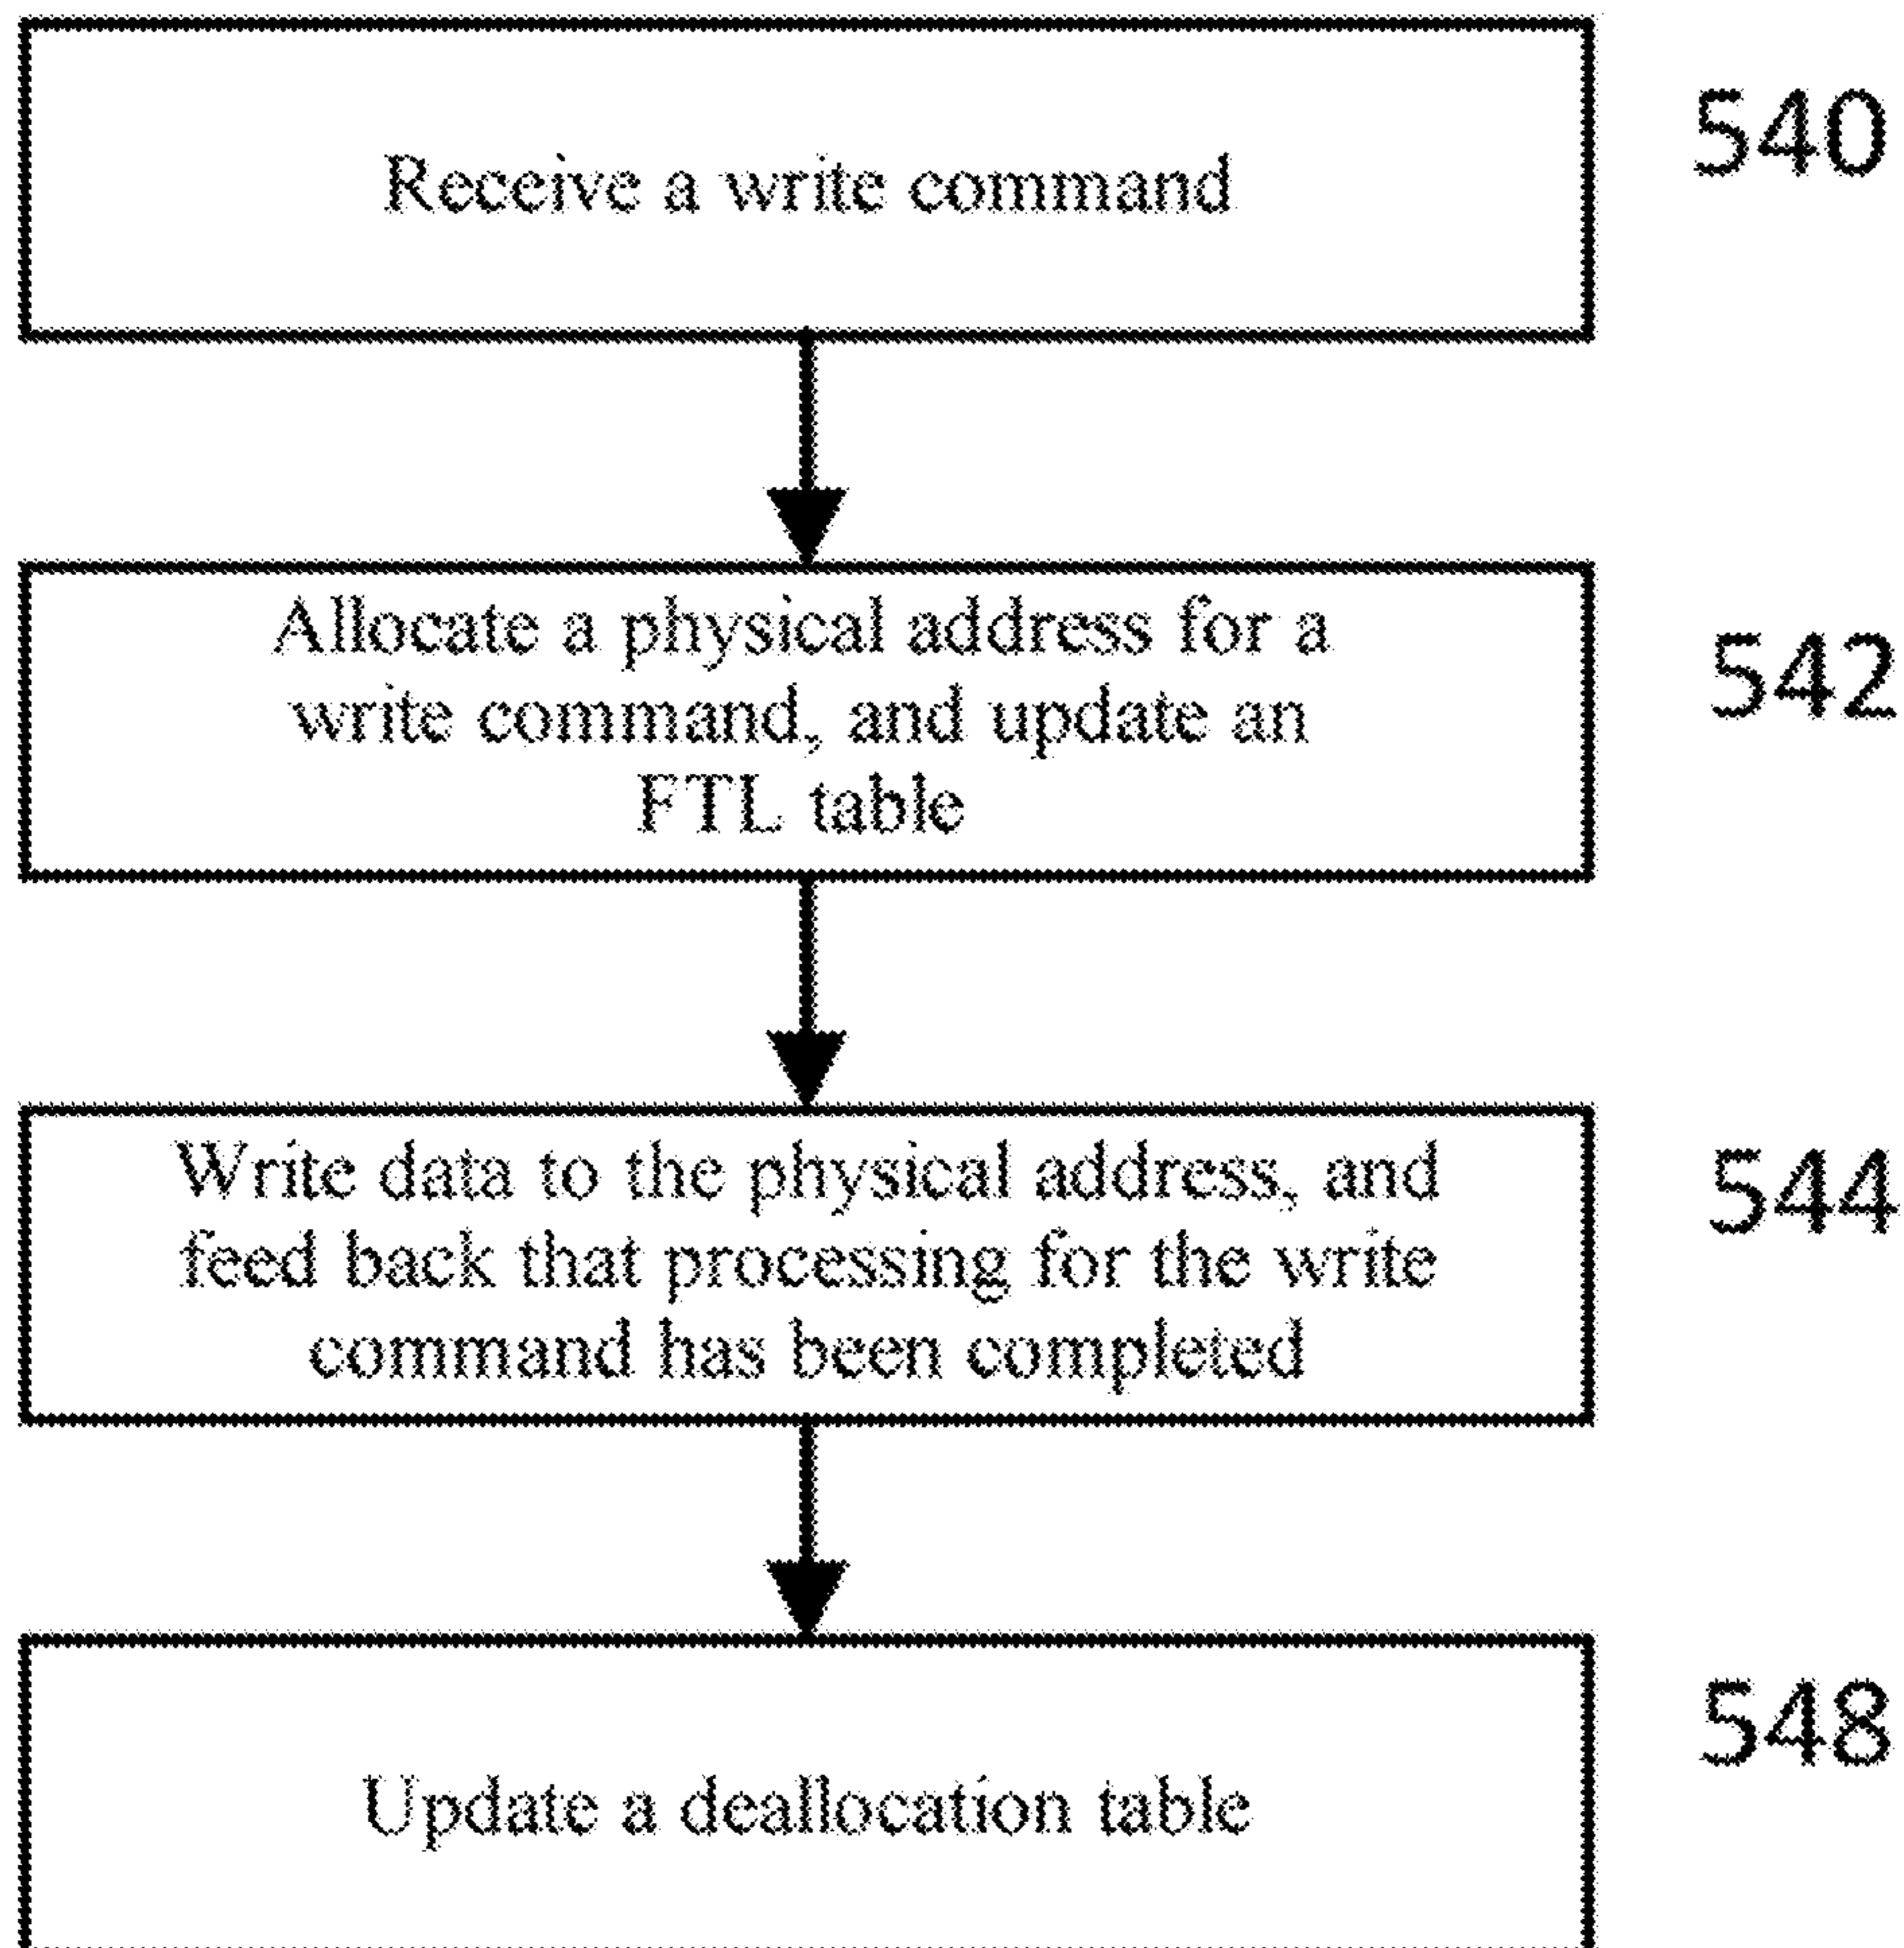 Receive a write command
540
Allocate a physical address for a
write command, and update an
FTL table
542
Write data to the physical address, and
feed back that processing for the write
command has been completed
544
Update a deallocation table
548